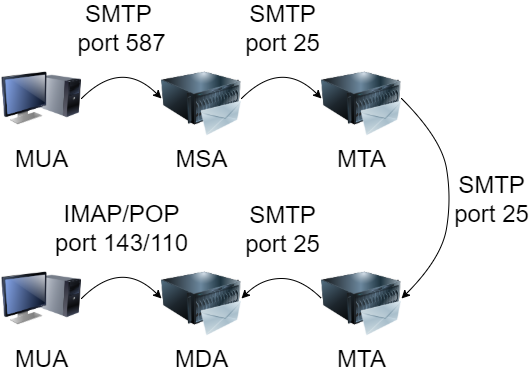 SMTP
port 587
SMTP
port 25
MUA
MSA
MTA
SMTP
port 25
IMAP/POP
port 143/110
SMTP
port 25
MUA
MDA
MTA